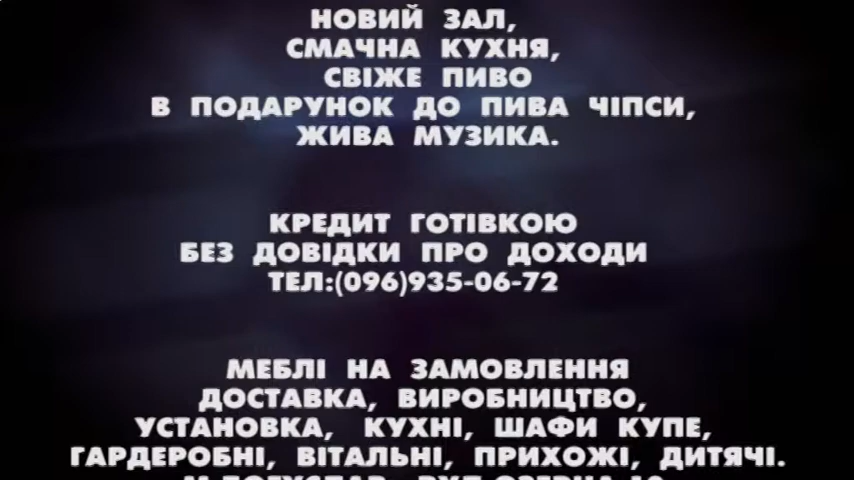 НОВИЙ ЗАЛ,
СМАЧНА КУХНЯ,
СВІЖЕ ПИВО
В ПОДАРУНОК ДО ПИВА ЧІПСИ,
ЖИВА МУЗИКА.
КРЕДИТ ГОТІВКОЮ
БЕЗ ДОВІДКИ ПРО ДОХОДИ
ТЕЛ:(096)935-06-72
МЕБЛІ НА ЗАМОВЛЕННЯ
ДОСТАВКА, ВИРОБНИЦТВО,
УСТАНОВКА, КУХНІ, ШАФИ КУПЕ,
ГАРДЕРОБНІ, ВІТАЛЬНІ, ПРИХОЖІ, ДИТЯЧІ.